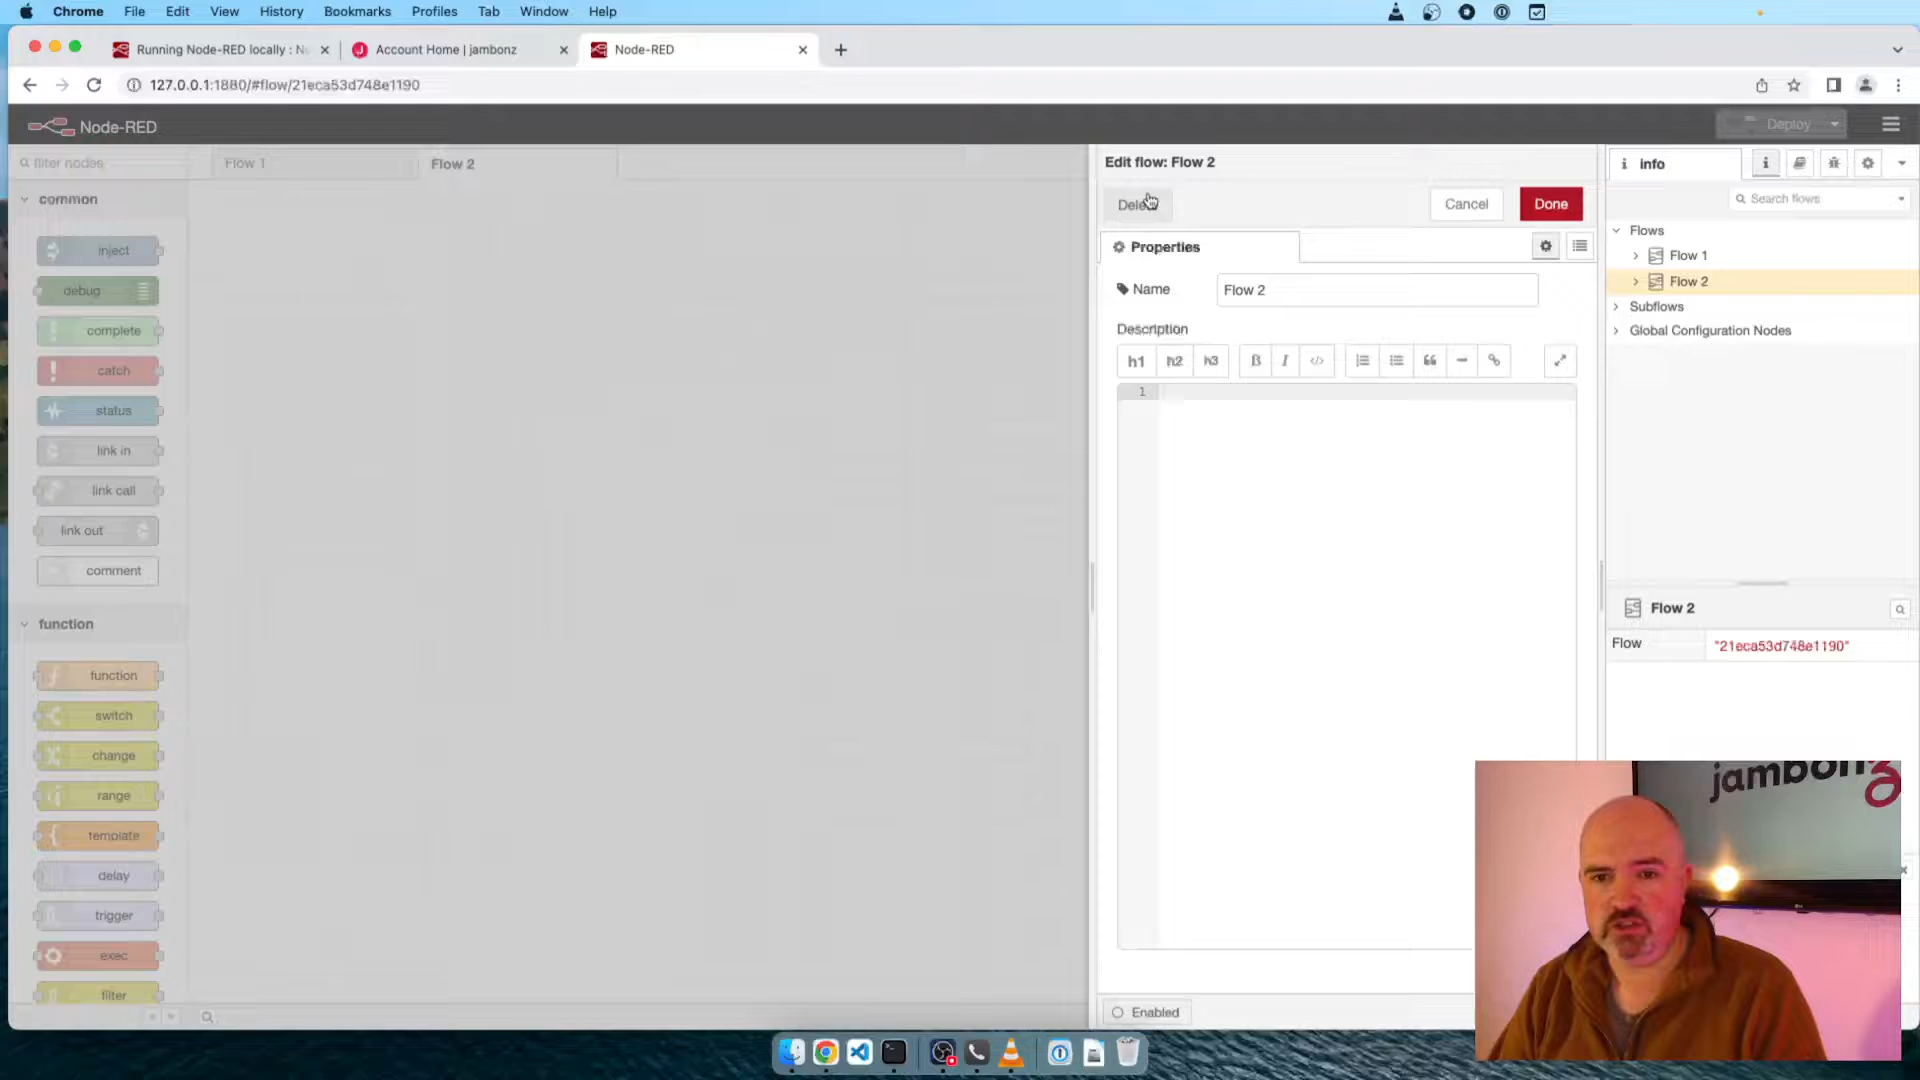 Chrome File Edit View History Bookmarks Profiles Tab Window Help
Running Node-RED locally : No
Account Home | jambonz
Node-RED
127.0.0.1:1880/#flow/21eca53d748e1190
Node-RED
Deploy
filter nodes
Flow 1
Flow 2
common
inject
debug
complete
catch
status
link in
link call
link out
comment
function
function
switch
change
range
template
delay
trigger
exec
filter
Edit flow: Flow 2
Cancel
Done
Properties
Name
Flow 2
Description
h1 h2 h3 B I </>
1
Enabled
i info
i
Search flows
Flows
Flow 1
Flow 2
Subflows
Global Configuration Nodes
Flow 2
Flow "21eca53d748e1190"
jambonz